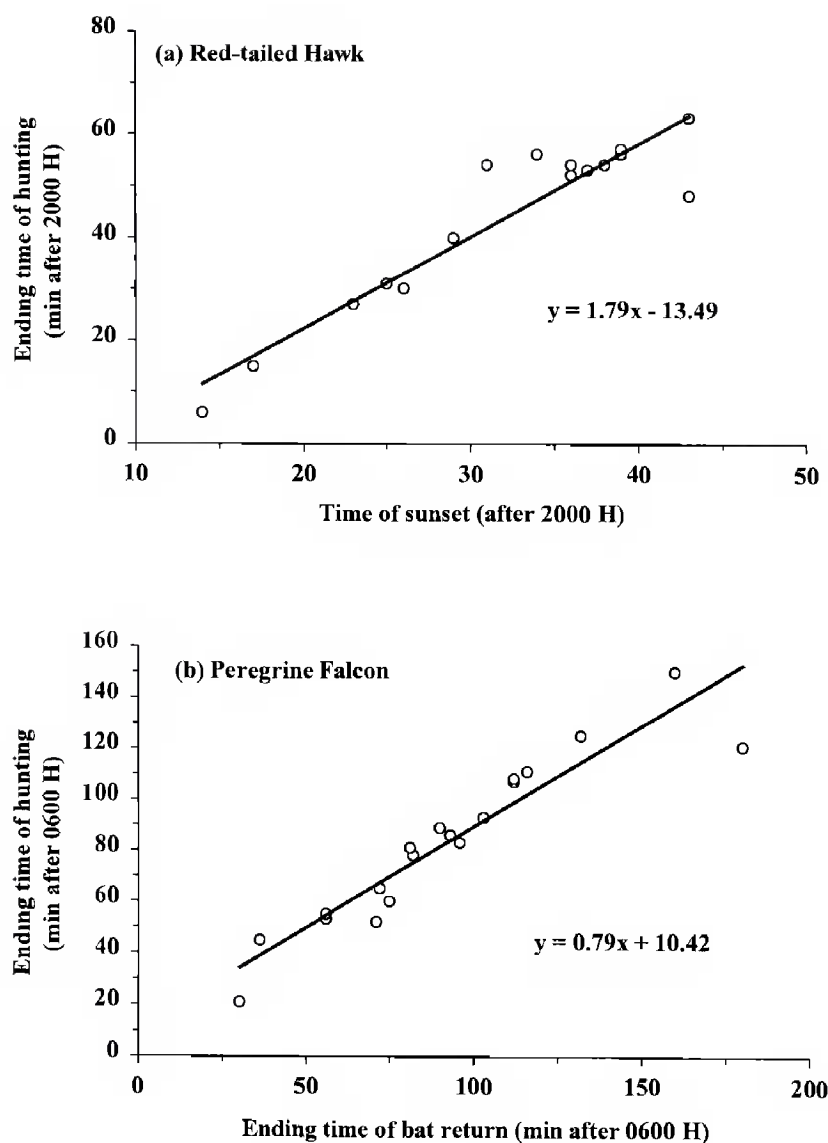 (a) Red-tailed Hawk
Ending time of hunting
(min after 2000 H)
80
60
40
20
0
y = 1.79x - 13.49
10 20 30 40 50
Time of sunset (after 2000 H)
(b) Peregrine Falcon
Ending time of hunting
(min after 0600 H)
160
140
120
100
80
60
40
20
0
y = 0.79x + 10.42
0 50 100 150 200
Ending time of bat return (min after 0600 H)